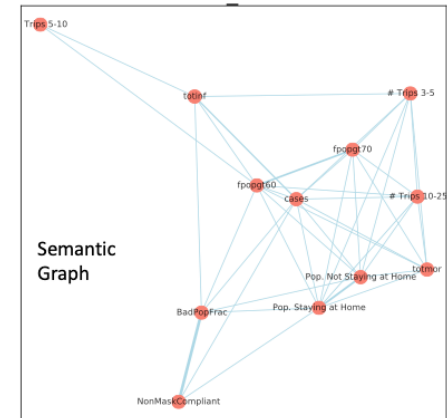 Trips 5-10
totinf
# Trips 3-5
fpopgt70
fpopgt60
cases
# Trips 10-25
Semantic
Graph
Pop. Not Staying at Home
totmor
BadPopFrac
Pop. Staying at Home
NonMaskCompliant